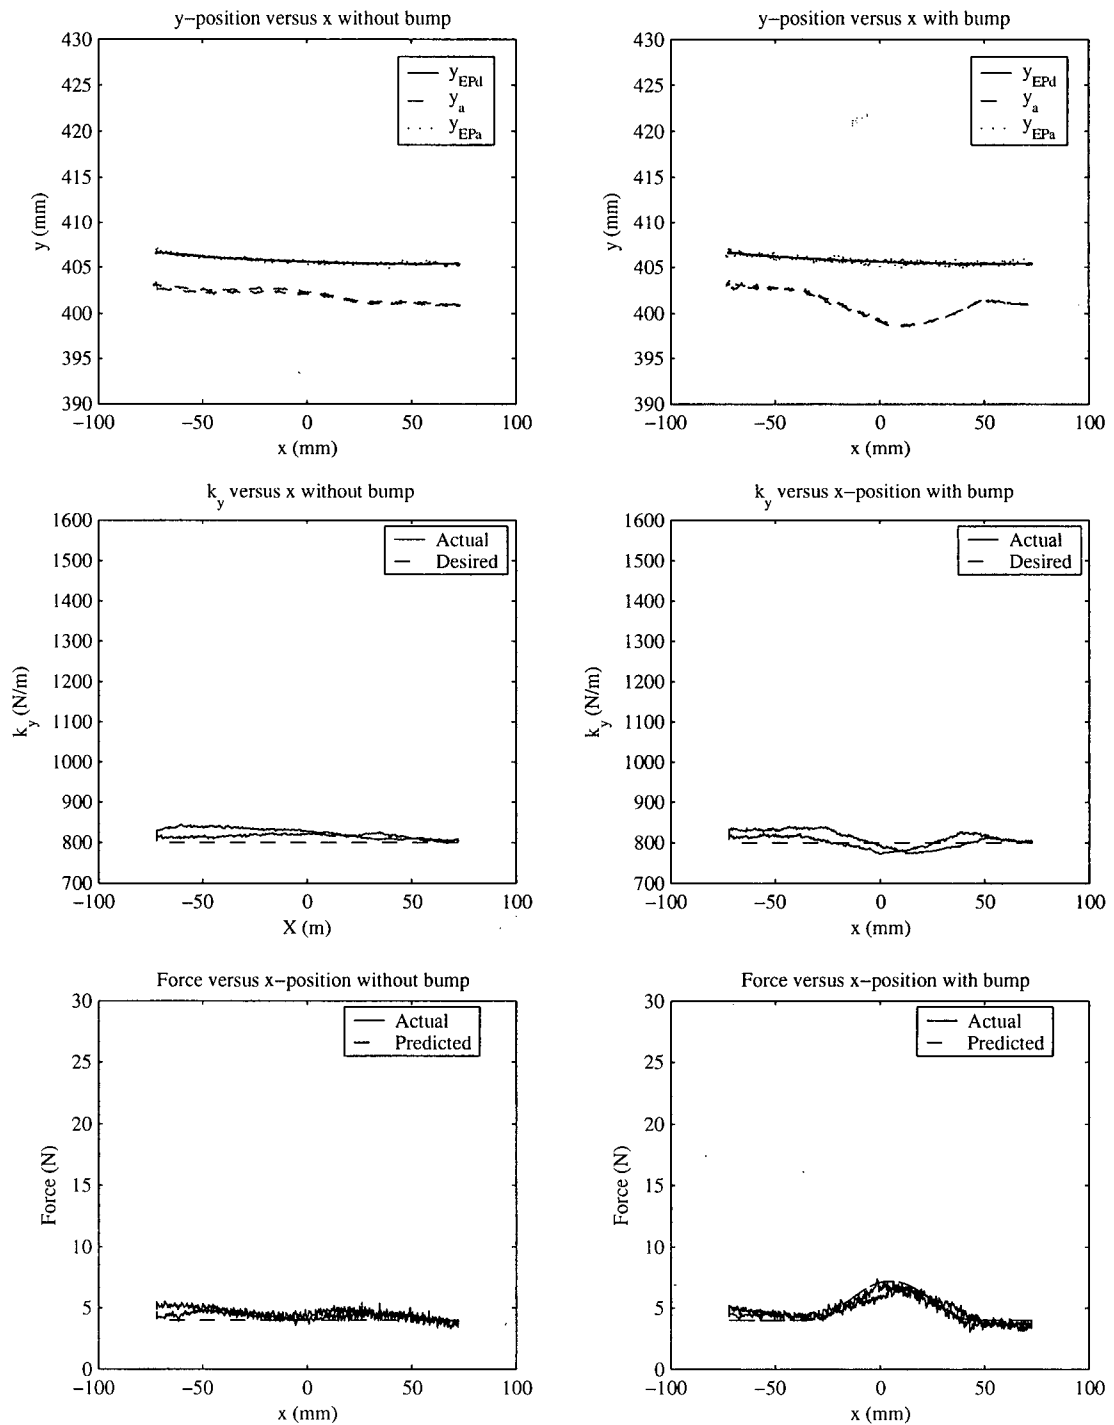 y−position versus x without bump
430
425
420
415
410
405
400
395
390
y (mm)
y_EPd
y_a
y_EPa
−100
−50
0
50
100
x (mm)
y−position versus x with bump
430
425
420
415
410
405
400
395
390
y (mm)
y_EPd
y_a
y_EPa
−100
−50
0
50
100
x (mm)
k_y versus x without bump
1600
1500
1400
1300
1200
1100
1000
900
800
700
k_y (N/m)
Actual
Desired
−100
−50
0
50
100
X (m)
k_y versus x−position with bump
1600
1500
1400
1300
1200
1100
1000
900
800
700
k_y (N/m)
Actual
Desired
−100
−50
0
50
100
x (mm)
Force versus x−position without bump
30
25
20
15
10
5
0
Force (N)
Actual
Predicted
−100
−50
0
50
100
x (mm)
Force versus x−position with bump
30
25
20
15
10
5
0
Force (N)
Actual
Predicted
−100
−50
0
50
100
x (mm)